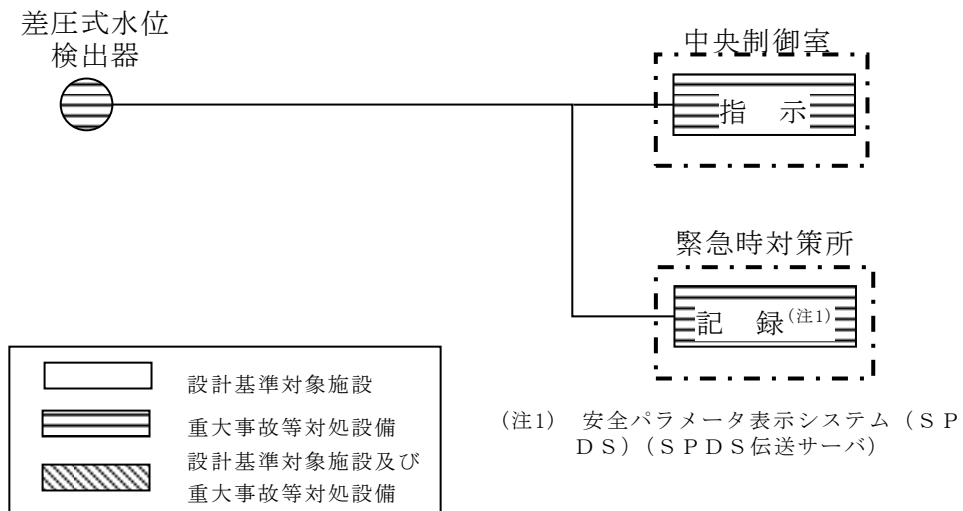 差圧式水位
検出器
中央制御室
指　示
緊急時対策所
記　録(注1)
設計基準対象施設
重大事故等対処設備
設計基準対象施設及び
重大事故等対処設備
(注1)　安全パラメータ表示システム（ＳＰ
ＤＳ）（ＳＰＤＳ伝送サーバ）